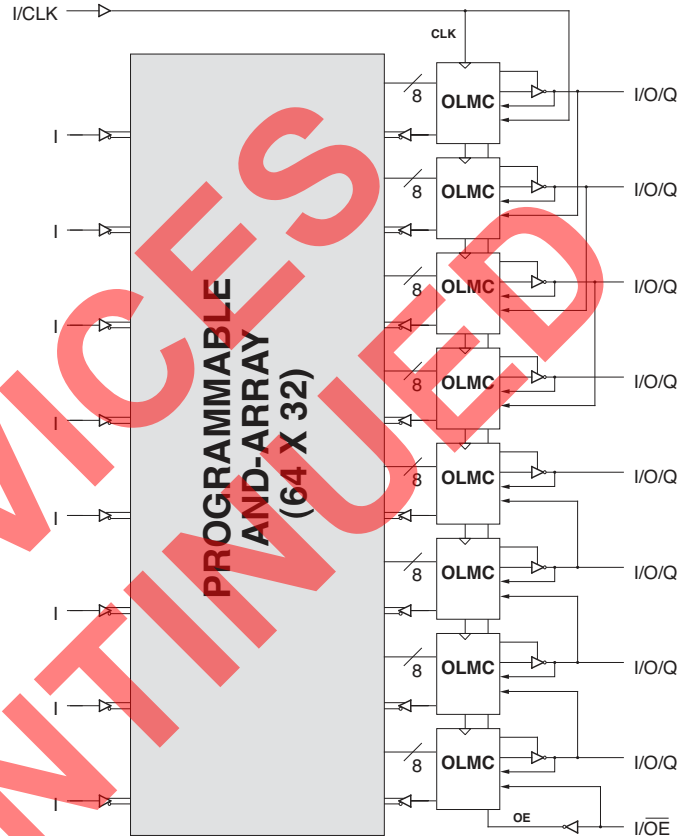 I/CLK
CLK
8
OLMC
I/O/Q
I
8
OLMC
I/O/Q
I
8
OLMC
I/O/Q
I
8
OLMC
I/O/Q
I
8
OLMC
I/O/Q
I
8
OLMC
I/O/Q
I
8
OLMC
I/O/Q
I
8
OLMC
I/O/Q
I
OE
I/OE
PROGRAMMABLE
AND-ARRAY
(64 X 32)
VICES
NTINUED